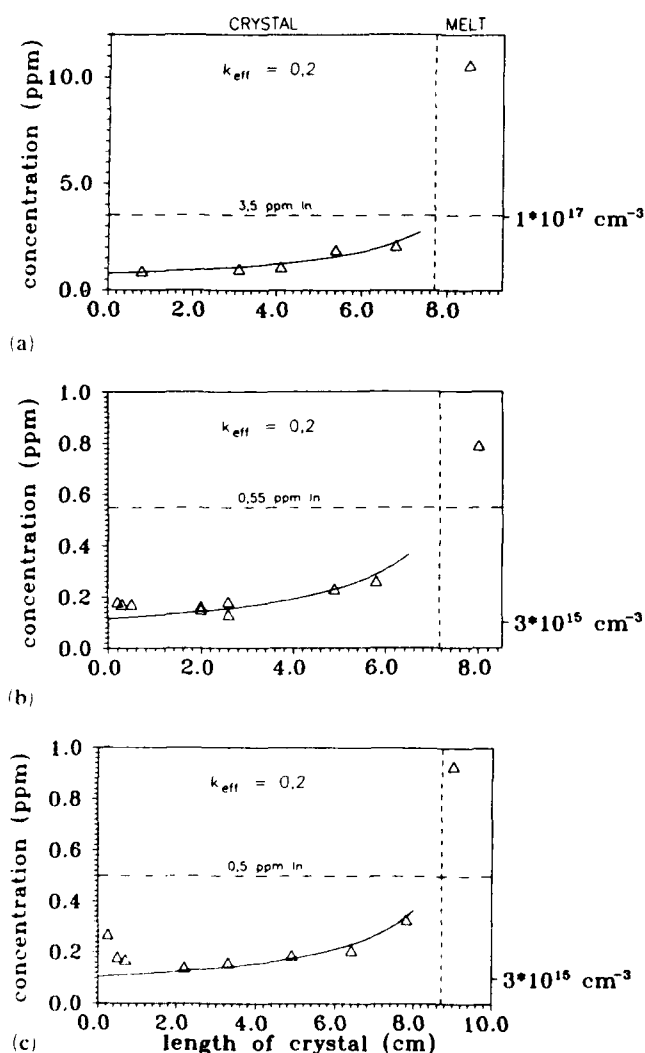 CRYSTAL MELT
10.0
k eff = 0,2
concentration (ppm)
5.0
3,5 ppm In
1*10^17 cm^-3
0.0
0.0 2.0 4.0 6.0 8.0
(a)
1.0
k eff = 0,2
0.8
concentration (ppm)
0.6
0,55 ppm In
0.4
0.2
3*10^15 cm^-3
0.0
0.0 2.0 4.0 6.0 8.0
(b)
1.0
k eff = 0,2
0.8
concentration (ppm)
0.6
0,5 ppm In
0.4
0.2
3*10^15 cm^-3
0.0
0.0 2.0 4.0 6.0 8.0 10.0
(c) length of crystal (cm)